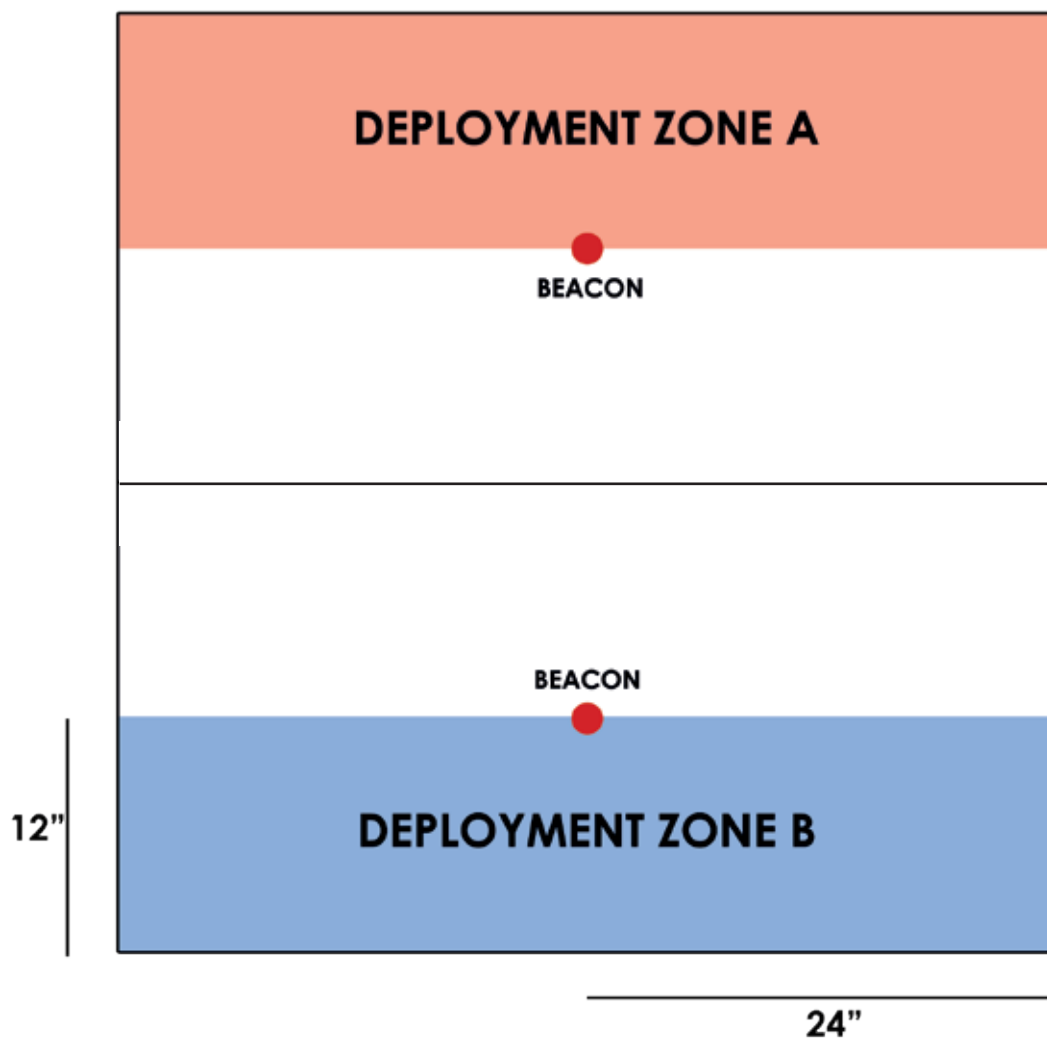 DEPLOYMENT ZONE A
BEACON
BEACON
12”
DEPLOYMENT ZONE B
24”